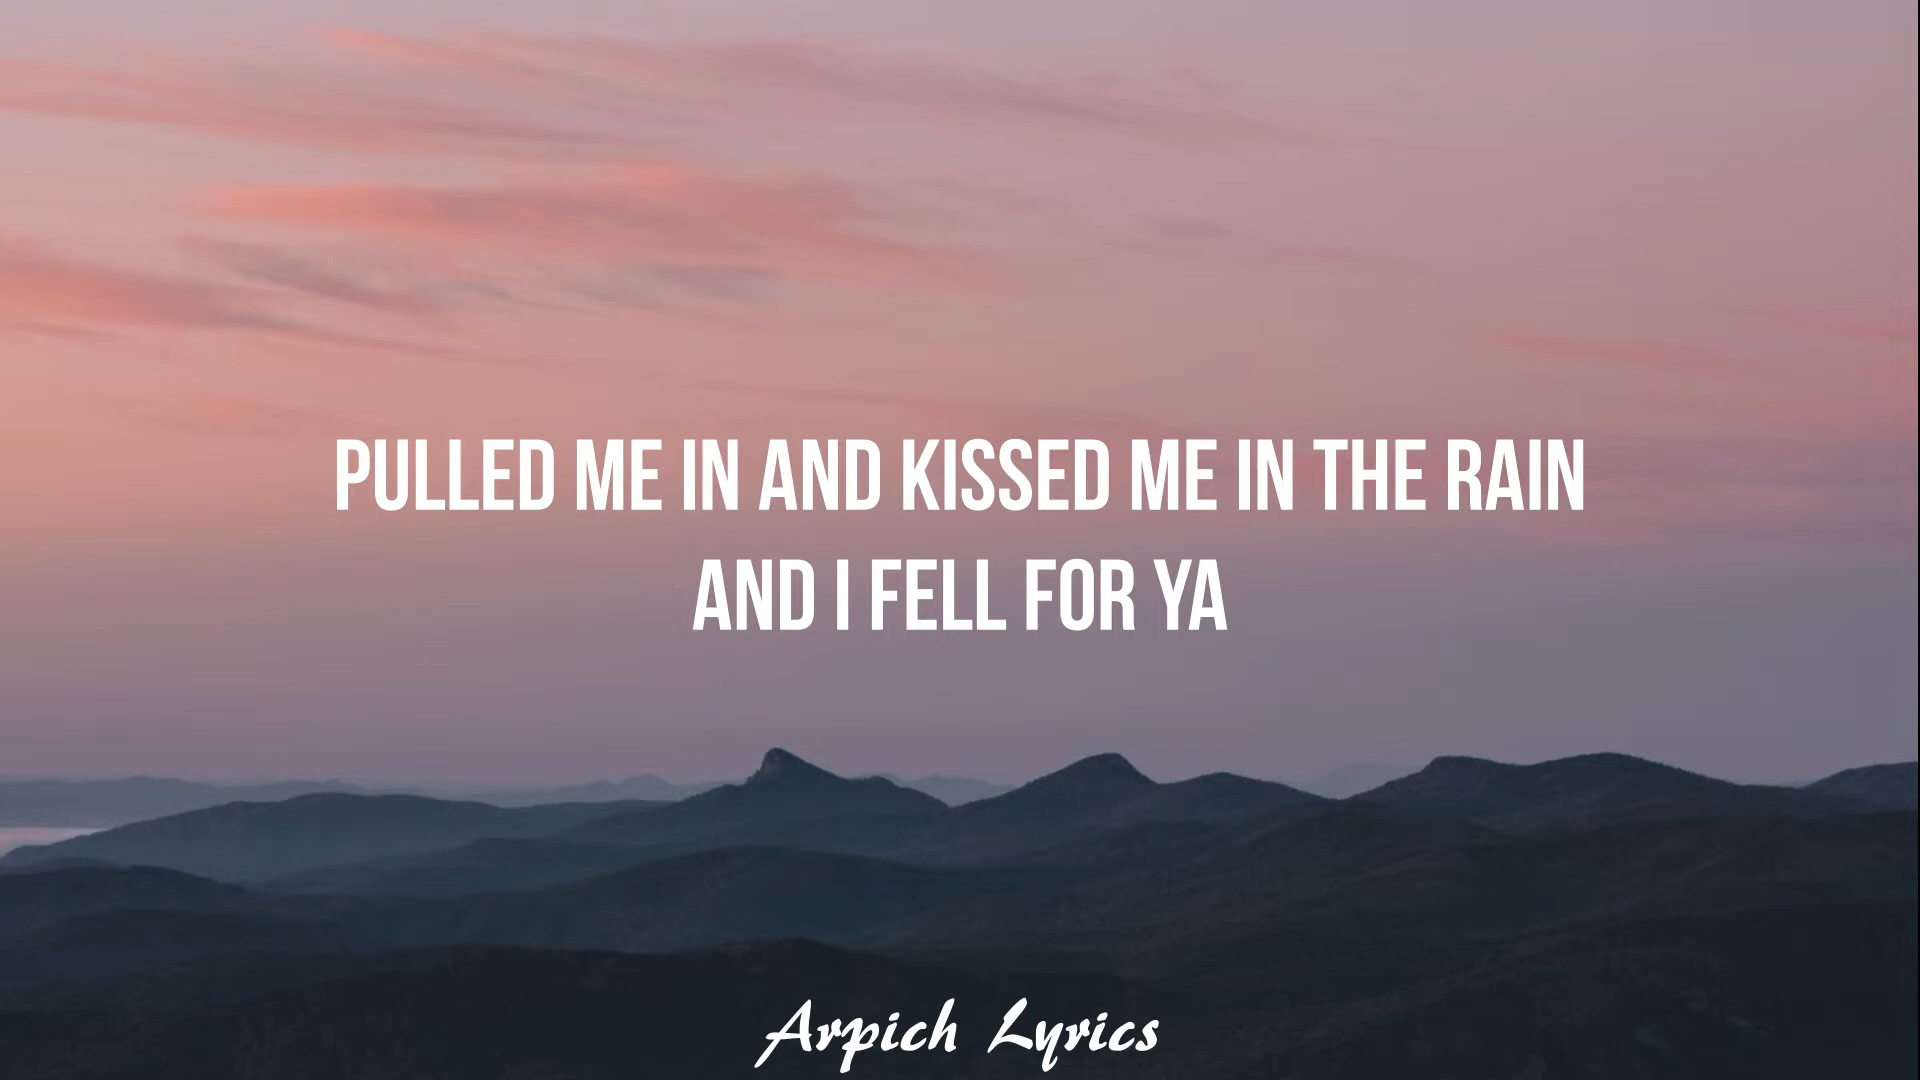 PULLED ME IN AND KISSED ME IN THE RAIN
AND I FELL FOR YA
Arpich Lyrics